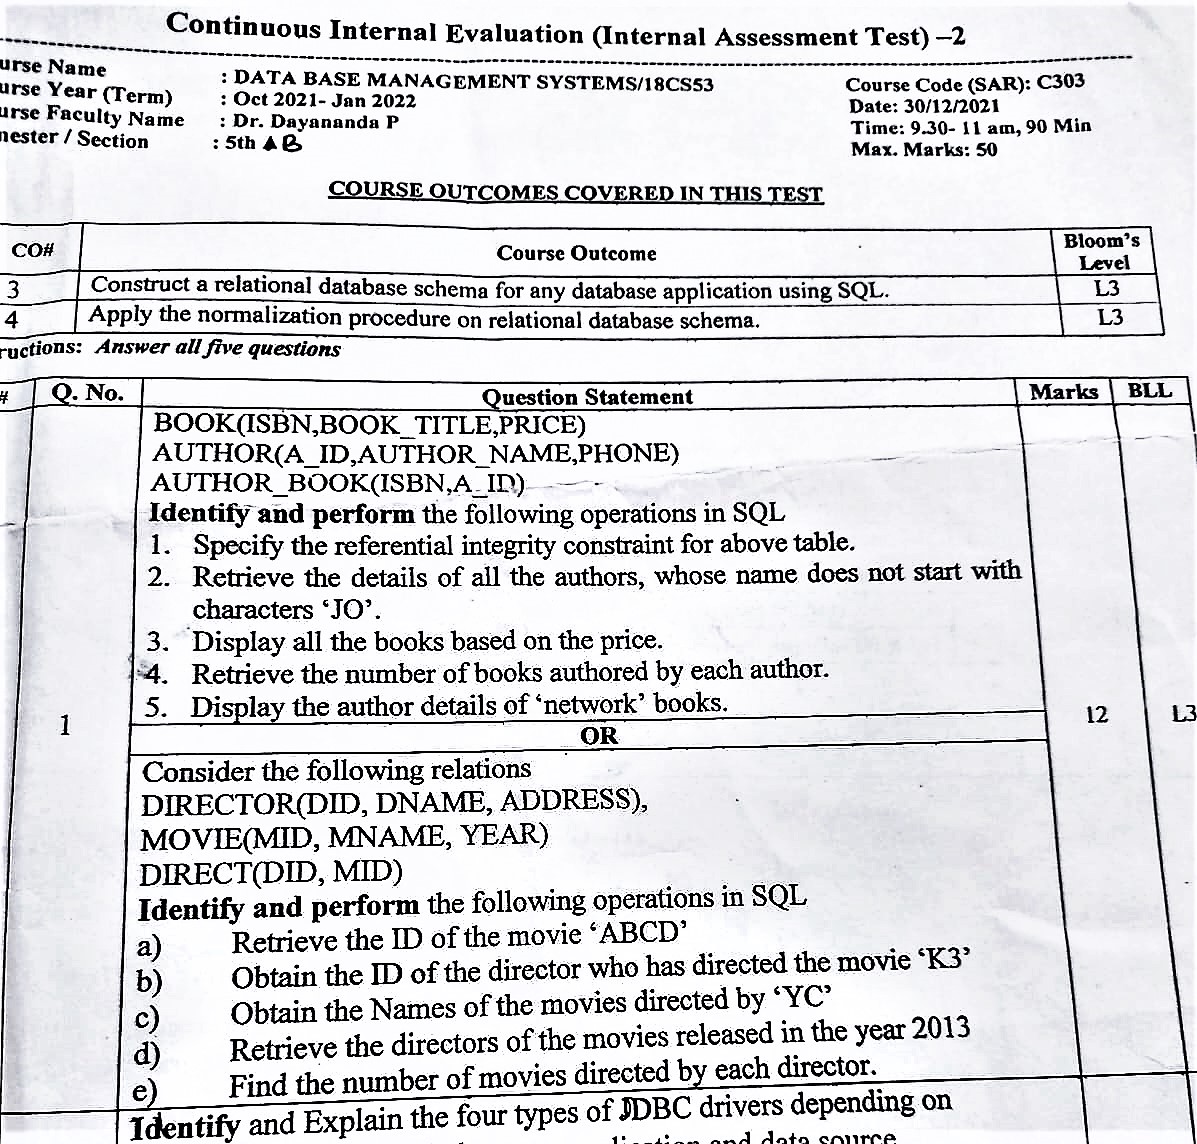 Continuous Internal Evaluation (Internal Assessment Test) –2
urse Name : DATA BASE MANAGEMENT SYSTEMS/18CS53 Course Code (SAR): C303
urse Year (Term) : Oct 2021- Jan 2022 Date: 30/12/2021
urse Faculty Name : Dr. Dayananda P Time: 9.30- 11 am, 90 Min
nester / Section : 5th A B Max. Marks: 50
COURSE OUTCOMES COVERED IN THIS TEST
CO# Course Outcome Bloom's Level
3 Construct a relational database schema for any database application using SQL. L3
4 Apply the normalization procedure on relational database schema. L3
ructions: Answer all five questions
# Q. No. Question Statement Marks BLL
BOOK(ISBN,BOOK_TITLE,PRICE)
AUTHOR(A_ID,AUTHOR_NAME,PHONE)
AUTHOR_BOOK(ISBN,A_ID)
Identify and perform the following operations in SQL
1. Specify the referential integrity constraint for above table.
2. Retrieve the details of all the authors, whose name does not start with
characters ‘JO’.
3. Display all the books based on the price.
4. Retrieve the number of books authored by each author.
5. Display the author details of ‘network’ books.
1 12 L3
OR
Consider the following relations
DIRECTOR(DID, DNAME, ADDRESS),
MOVIE(MID, MNAME, YEAR)
DIRECT(DID, MID)
Identify and perform the following operations in SQL
a) Retrieve the ID of the movie ‘ABCD’
b) Obtain the ID of the director who has directed the movie ‘K3’
c) Obtain the Names of the movies directed by ‘YC’
d) Retrieve the directors of the movies released in the year 2013
e) Find the number of movies directed by each director.
Identify and Explain the four types of JDBC drivers depending on
and data source